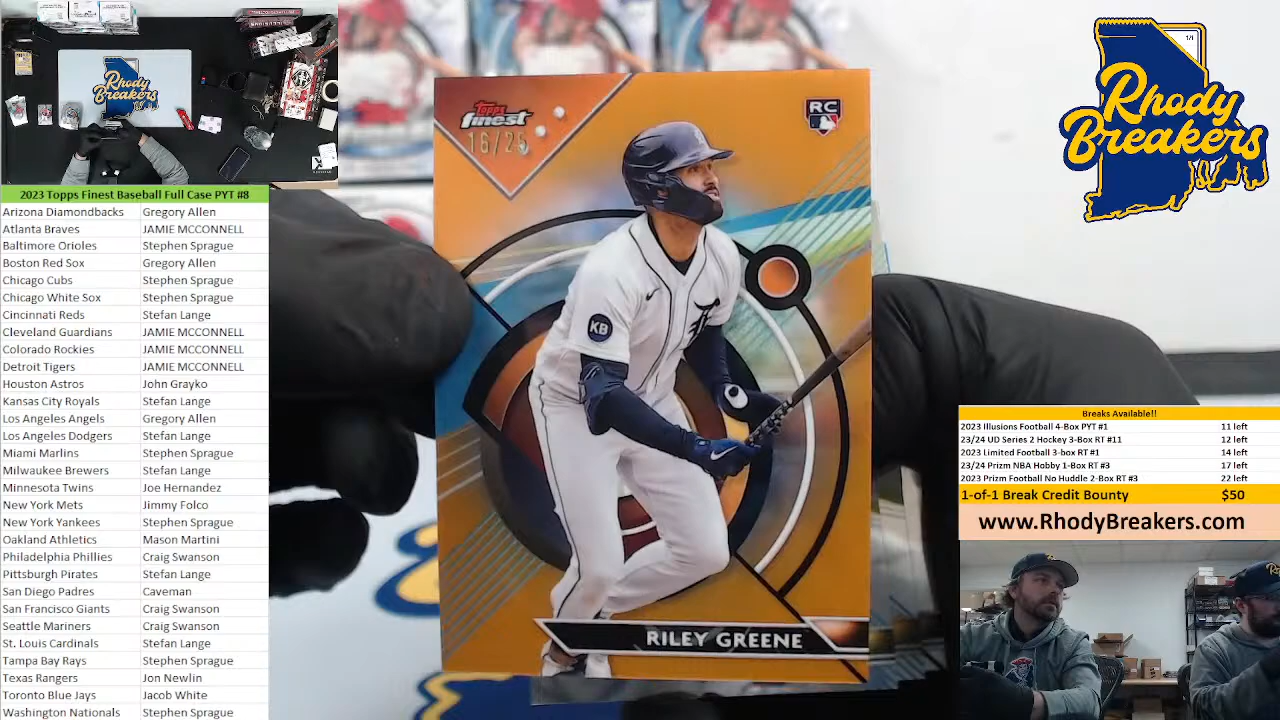 Rhody
Breakers
2023 Topps Finest Baseball Full Case PYT #8
Arizona Diamondbacks Gregory Allen
Atlanta Braves JAMIE MCCONNELL
Baltimore Orioles Stephen Sprague
Boston Red Sox Gregory Allen
Chicago Cubs Stephen Sprague
Chicago White Sox Stephen Sprague
Cincinnati Reds Stefan Lange
Cleveland Guardians JAMIE MCCONNELL
Colorado Rockies JAMIE MCCONNELL
Detroit Tigers JAMIE MCCONNELL
Houston Astros John Grayko
Kansas City Royals Stefan Lange
Los Angeles Angels Gregory Allen
Los Angeles Dodgers Stefan Lange
Miami Marlins Stephen Sprague
Milwaukee Brewers Stefan Lange
Minnesota Twins Joe Hernandez
New York Mets Jimmy Folco
New York Yankees Stephen Sprague
Oakland Athletics Mason Martini
Philadelphia Phillies Craig Swanson
Pittsburgh Pirates Stefan Lange
San Diego Padres Caveman
San Francisco Giants Craig Swanson
Seattle Mariners Craig Swanson
St. Louis Cardinals Stefan Lange
Tampa Bay Rays Stephen Sprague
Texas Rangers Jon Newlin
Toronto Blue Jays Jacob White
Washington Nationals Stephen Sprague
Topps
finest
16/25
RC
KB
RILEY GREENE
1/1
Rhody
Breakers
Breaks Available!!
2023 Illusions Football 4-Box PYT #1 11 left
23/24 UD Series 2 Hockey 3-Box RT #11 12 left
2023 Limited Football 3-box RT #1 14 left
23/24 Prizm NBA Hobby 1-Box RT #3 17 left
2023 Prizm Football No Huddle 2-Box RT #3 22 left
1-of-1 Break Credit Bounty $50
www.RhodyBreakers.com